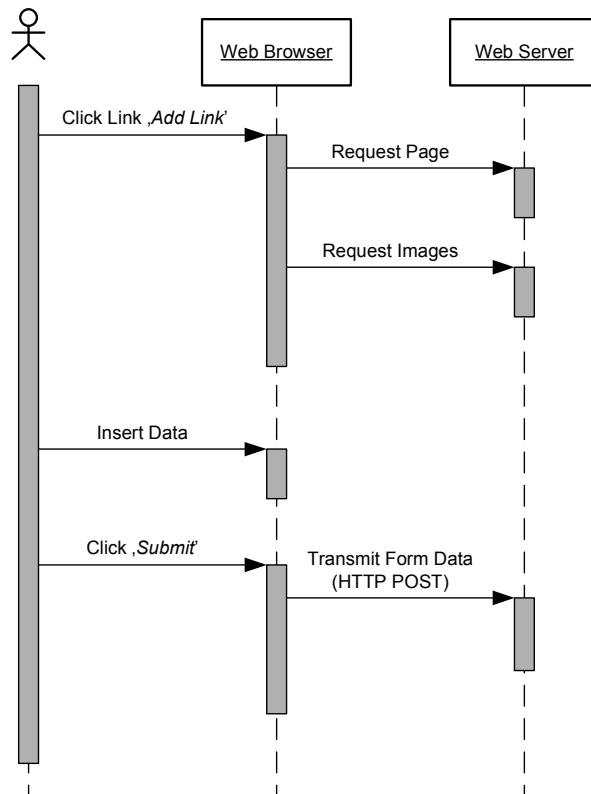 Web Browser
Web Server
Click Link ‚Add Link’
Request Page
Request Images
Insert Data
Click ‚Submit’
Transmit Form Data
(HTTP POST)